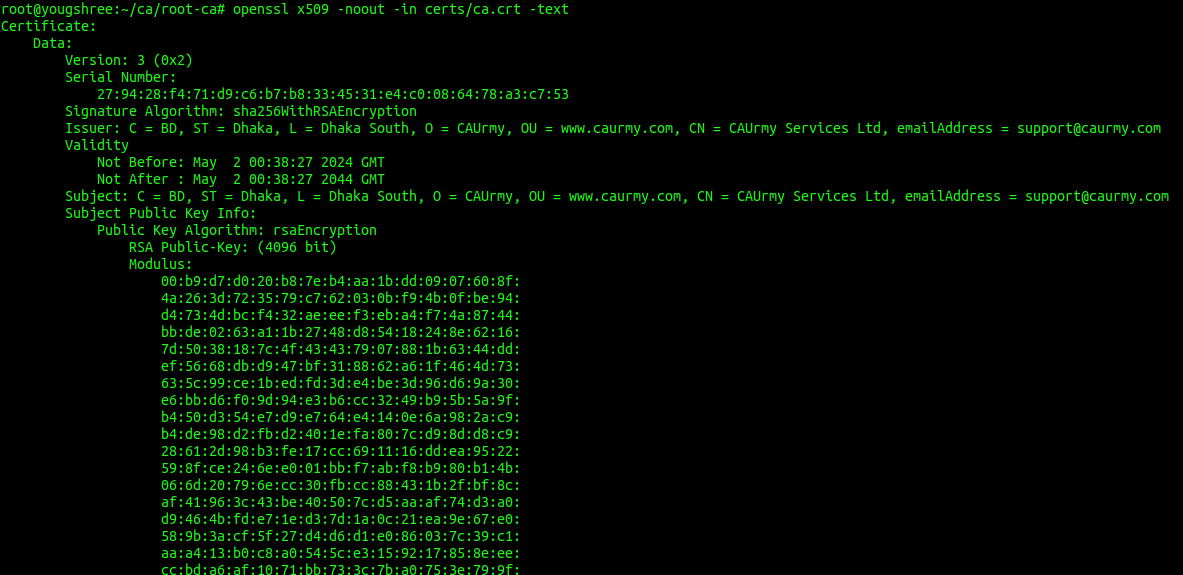 root@yougshree:~/ca/root-ca# openssl x509 -noout -in certs/ca.crt -text
Certificate:
    Data:
        Version: 3 (0x2)
        Serial Number:
            27:94:28:f4:71:d9:c6:b7:b8:33:45:31:e4:c0:08:64:78:a3:c7:53
        Signature Algorithm: sha256WithRSAEncryption
        Issuer: C = BD, ST = Dhaka, L = Dhaka South, O = CAUrmy, OU = www.caurmy.com, CN = CAUrmy Services Ltd, emailAddress = support@caurmy.com
        Validity
            Not Before: May  2 00:38:27 2024 GMT
            Not After : May  2 00:38:27 2044 GMT
        Subject: C = BD, ST = Dhaka, L = Dhaka South, O = CAUrmy, OU = www.caurmy.com, CN = CAUrmy Services Ltd, emailAddress = support@caurmy.com
        Subject Public Key Info:
            Public Key Algorithm: rsaEncryption
                RSA Public-Key: (4096 bit)
                Modulus:
                    00:b9:d7:d0:20:b8:7e:b4:aa:1b:dd:09:07:60:8f:
                    4a:26:3d:72:35:79:c7:62:03:0b:f9:4b:0f:be:94:
                    d4:73:4d:bc:f4:32:ae:ee:f3:eb:a4:f7:4a:87:44:
                    bb:de:02:63:a1:1b:27:48:d8:54:18:24:8e:62:16:
                    7d:50:38:18:7c:4f:43:43:79:07:88:1b:63:44:dd:
                    ef:56:68:db:d9:47:bf:31:88:62:a6:1f:46:4d:73:
                    63:5c:99:ce:1b:ed:fd:3d:e4:be:3d:96:d6:9a:30:
                    e6:bb:d6:f0:9d:94:e3:b6:cc:32:49:b9:5b:5a:9f:
                    b4:50:d3:54:e7:d9:e7:64:e4:14:0e:6a:98:2a:c9:
                    b4:de:98:d2:fb:d2:40:1e:fa:80:7c:d9:8d:d8:c9:
                    28:61:2d:98:b3:fe:17:cc:69:11:16:dd:ea:95:22:
                    59:8f:ce:24:6e:e0:01:bb:f7:ab:f8:b9:80:b1:4b:
                    06:6d:20:79:6e:cc:30:fb:cc:88:43:1b:2f:bf:8c:
                    af:41:96:3c:43:be:40:50:7c:d5:aa:af:74:d3:a0:
                    d9:46:4b:fd:e7:1e:d3:7d:1a:0c:21:ea:9e:67:e0:
                    58:9b:3a:cf:5f:27:d4:d6:d1:e0:86:03:7c:39:c1:
                    aa:a4:13:b0:c8:a0:54:5c:e3:15:92:17:85:8e:ee:
                    cc:bd:a6:af:10:71:bb:73:3c:7b:a0:75:3e:79:9f: